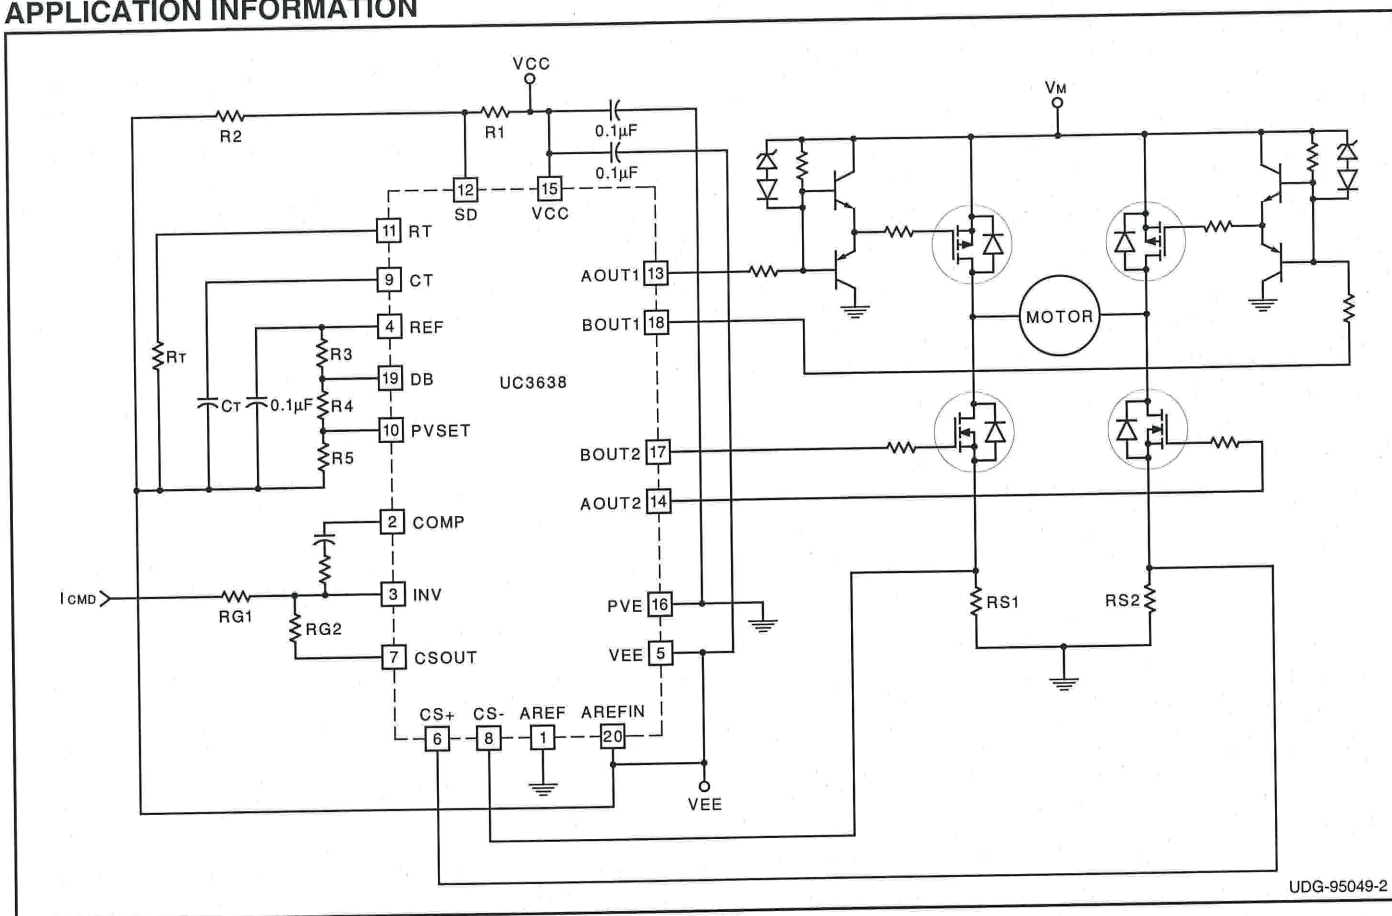 APPLICATION INFORMATION
VCC
VM
R2
R1
0.1µF
0.1µF
12
15
SD
VCC
11 RT
9 CT
AOUT1 13
4 REF
BOUT1 18
MOTOR
RT
R3
19 DB
UC3638
CT
0.1µF
R4
10 PVSET
R5
BOUT2 17
AOUT2 14
2 COMP
ICMD
RG1
3 INV
PVE 16
RS1
RS2
RG2
7 CSOUT
VEE 5
CS+
CS-
AREF
AREFIN
6
8
1
20
VEE
UDG-95049-2